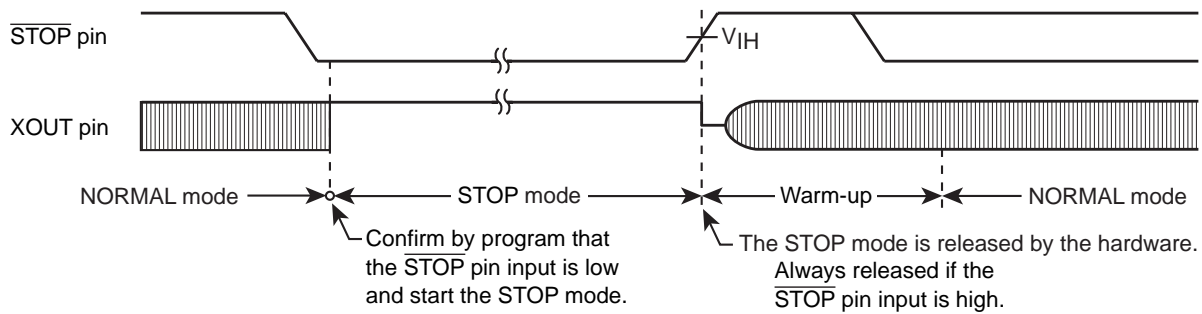 STOP pin
VIH
XOUT pin
NORMAL mode
STOP mode
Warm-up
NORMAL mode
Confirm by program that
the STOP pin input is low
and start the STOP mode.
The STOP mode is released by the hardware.
Always released if the
STOP pin input is high.